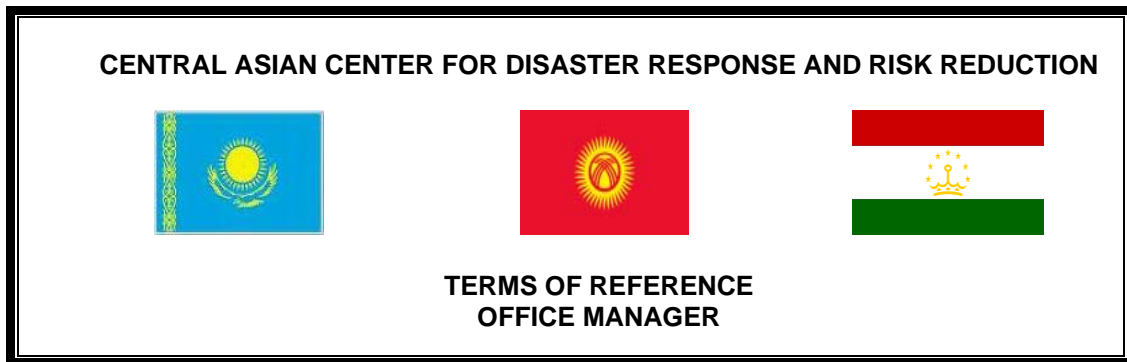 CENTRAL ASIAN CENTER FOR DISASTER RESPONSE AND RISK REDUCTION
TERMS OF REFERENCE
OFFICE MANAGER